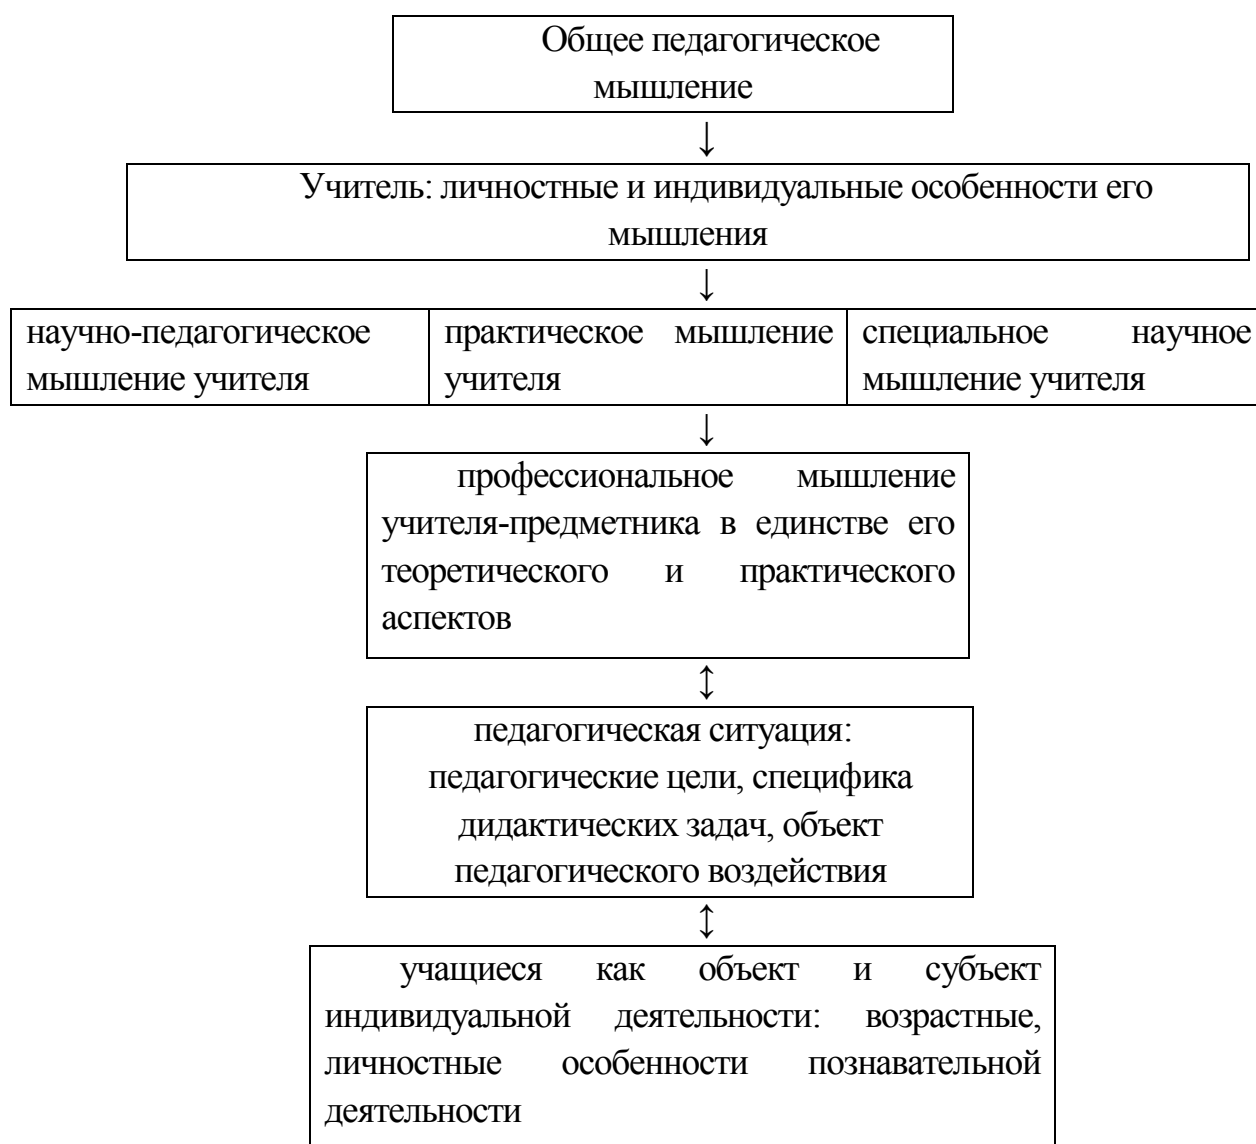 Общее педагогическое
мышление
↓
Учитель: личностные и индивидуальные особенности его
мышления
↓
научно-педагогическое
мышление учителя
практическое мышление
учителя
специальное научное
мышление учителя
↓
профессиональное мышление
учителя-предметника в единстве его
теоретического и практического
аспектов
↕
педагогическая ситуация:
педагогические цели, специфика
дидактических задач, объект
педагогического воздействия
↕
учащиеся как объект и субъект
индивидуальной деятельности: возрастные,
личностные особенности познавательной
деятельности